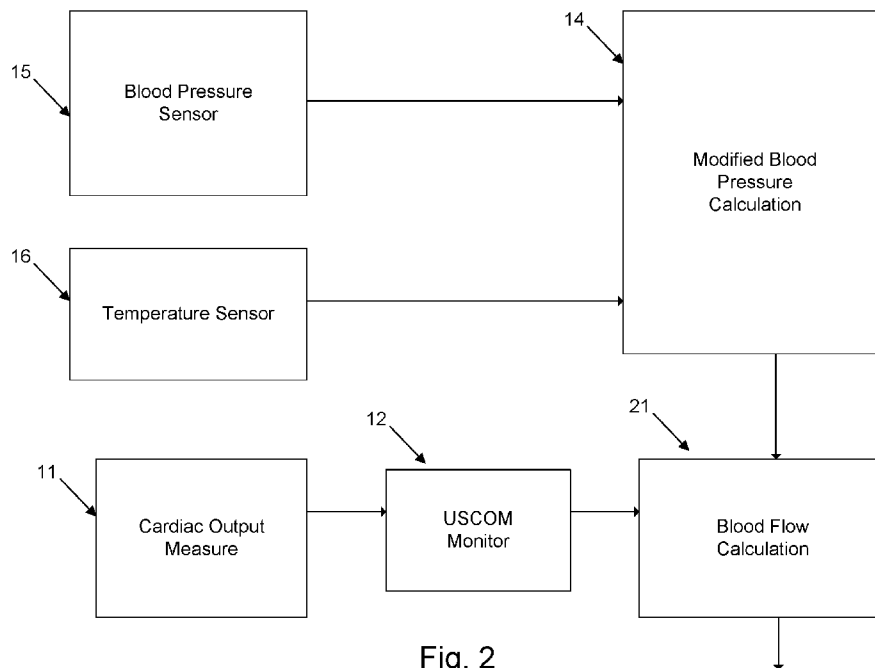 14
15
Blood Pressure
Sensor
Modified Blood
Pressure
Calculation
16
Temperature Sensor
12
21
11
Cardiac Output
Measure
USCOM
Monitor
Blood Flow
Calculation
Fig. 2